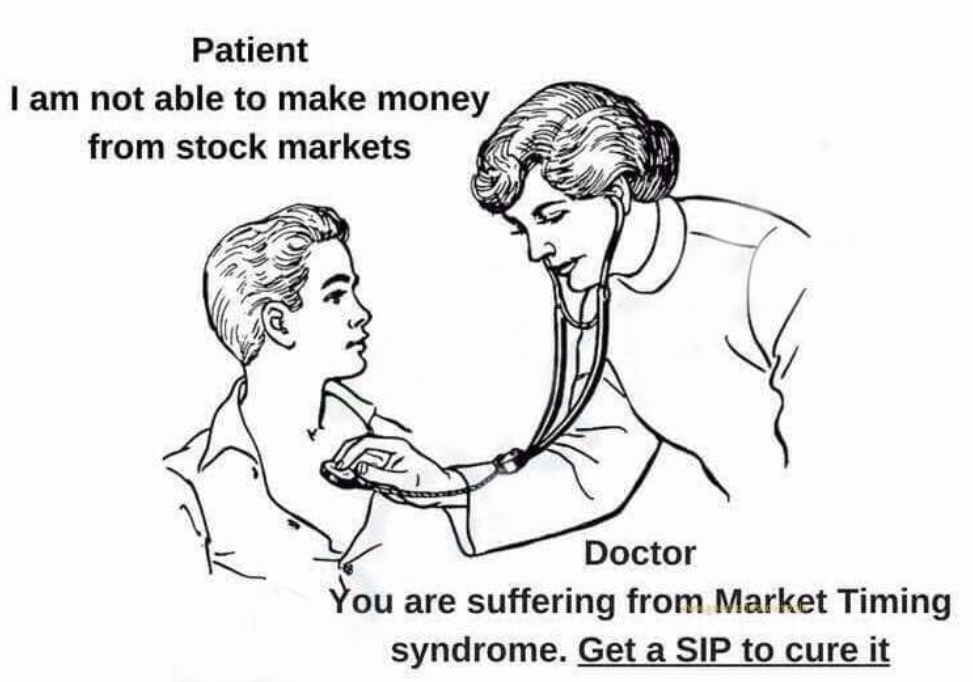 Patient
I am not able to make money
from stock markets
Doctor
You are suffering from Market Timing
syndrome. Get a SIP to cure it